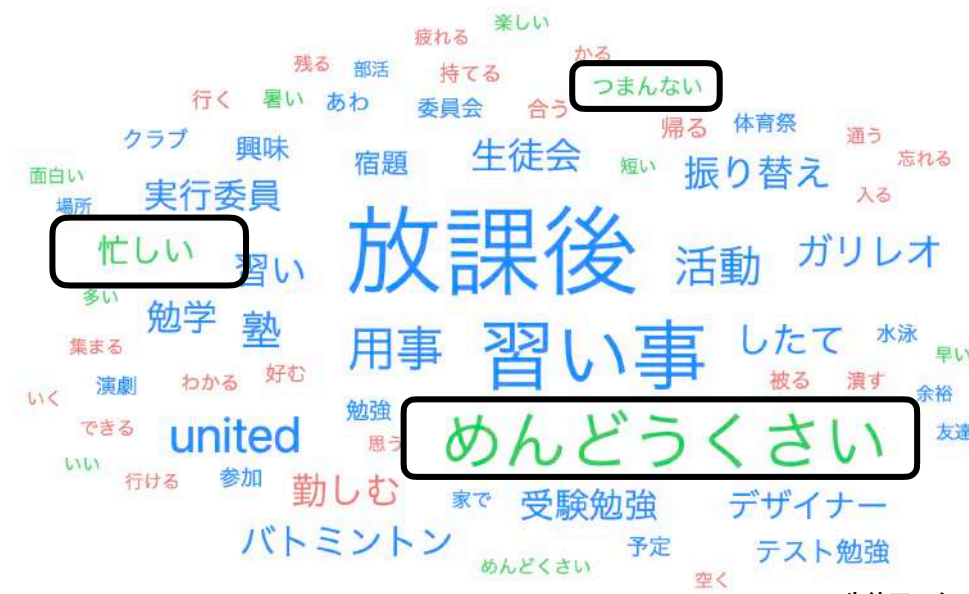 楽しい
疲れる
かる
残る 部活 持てる つまんない
行く 暑い あわ 委員会 合う
帰る 体育祭 通う
クラブ 興味 宿題 生徒会 短い 振り替え 忘れる
面白い 実行委員 入る
場所
忙しい 習い 放課後 活動 ガリレオ
多い
勉学 塾 用事 習い事 したて 水泳
集まる 早い
演劇 わかる 好む 被る 潰す 余裕
いく 勉強
できる united 思う めんどうくさい 友達
いい
行ける 参加 勤しむ 家で 受験勉強 デザイナー
バトミントン 予定 テスト勉強
めんどくさい 空く